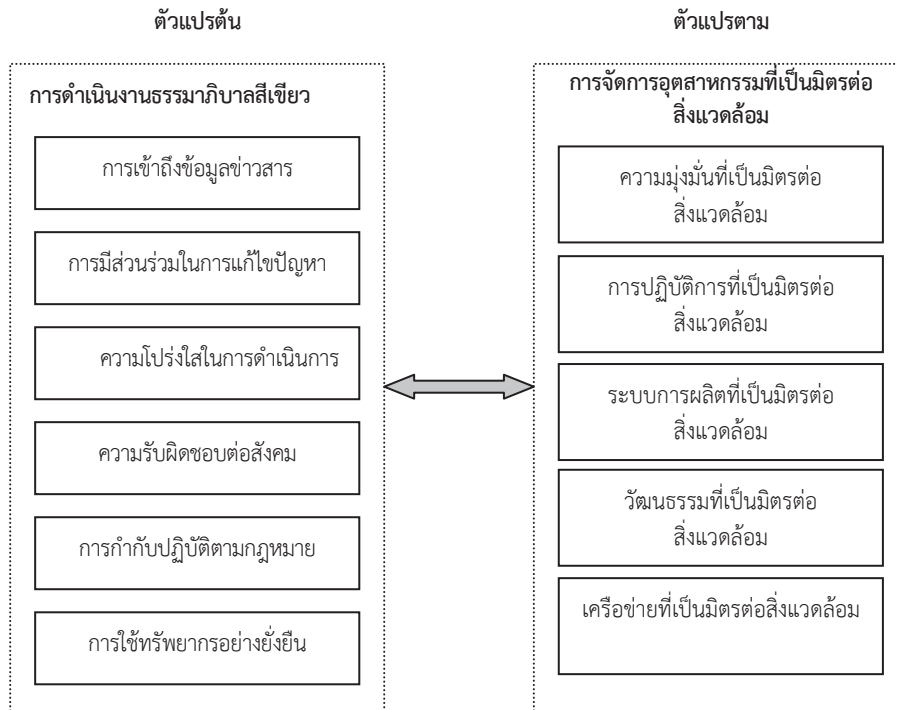 ตัวแปรต้น
การดำเนินงานธรรมาภิบาลสีเขียว
การเข้าถึงข้อมูลข่าวสาร
การมีส่วนร่วมในการแก้ไขปัญหา
ความโปร่งใสในการดำเนินการ
ความรับผิดชอบต่อสังคม
การกำกับปฏิบัติตามกฎหมาย
การใช้ทรัพยากรอย่างยั่งยืน
ตัวแปรตาม
การจัดการอุตสาหกรรมที่เป็นมิตรต่อ
สิ่งแวดล้อม
ความมุ่งมั่นที่เป็นมิตรต่อ
สิ่งแวดล้อม
การปฏิบัติการที่เป็นมิตรต่อ
สิ่งแวดล้อม
ระบบการผลิตที่เป็นมิตรต่อ
สิ่งแวดล้อม
วัฒนธรรมที่เป็นมิตรต่อ
สิ่งแวดล้อม
เครือข่ายที่เป็นมิตรต่อสิ่งแวดล้อม